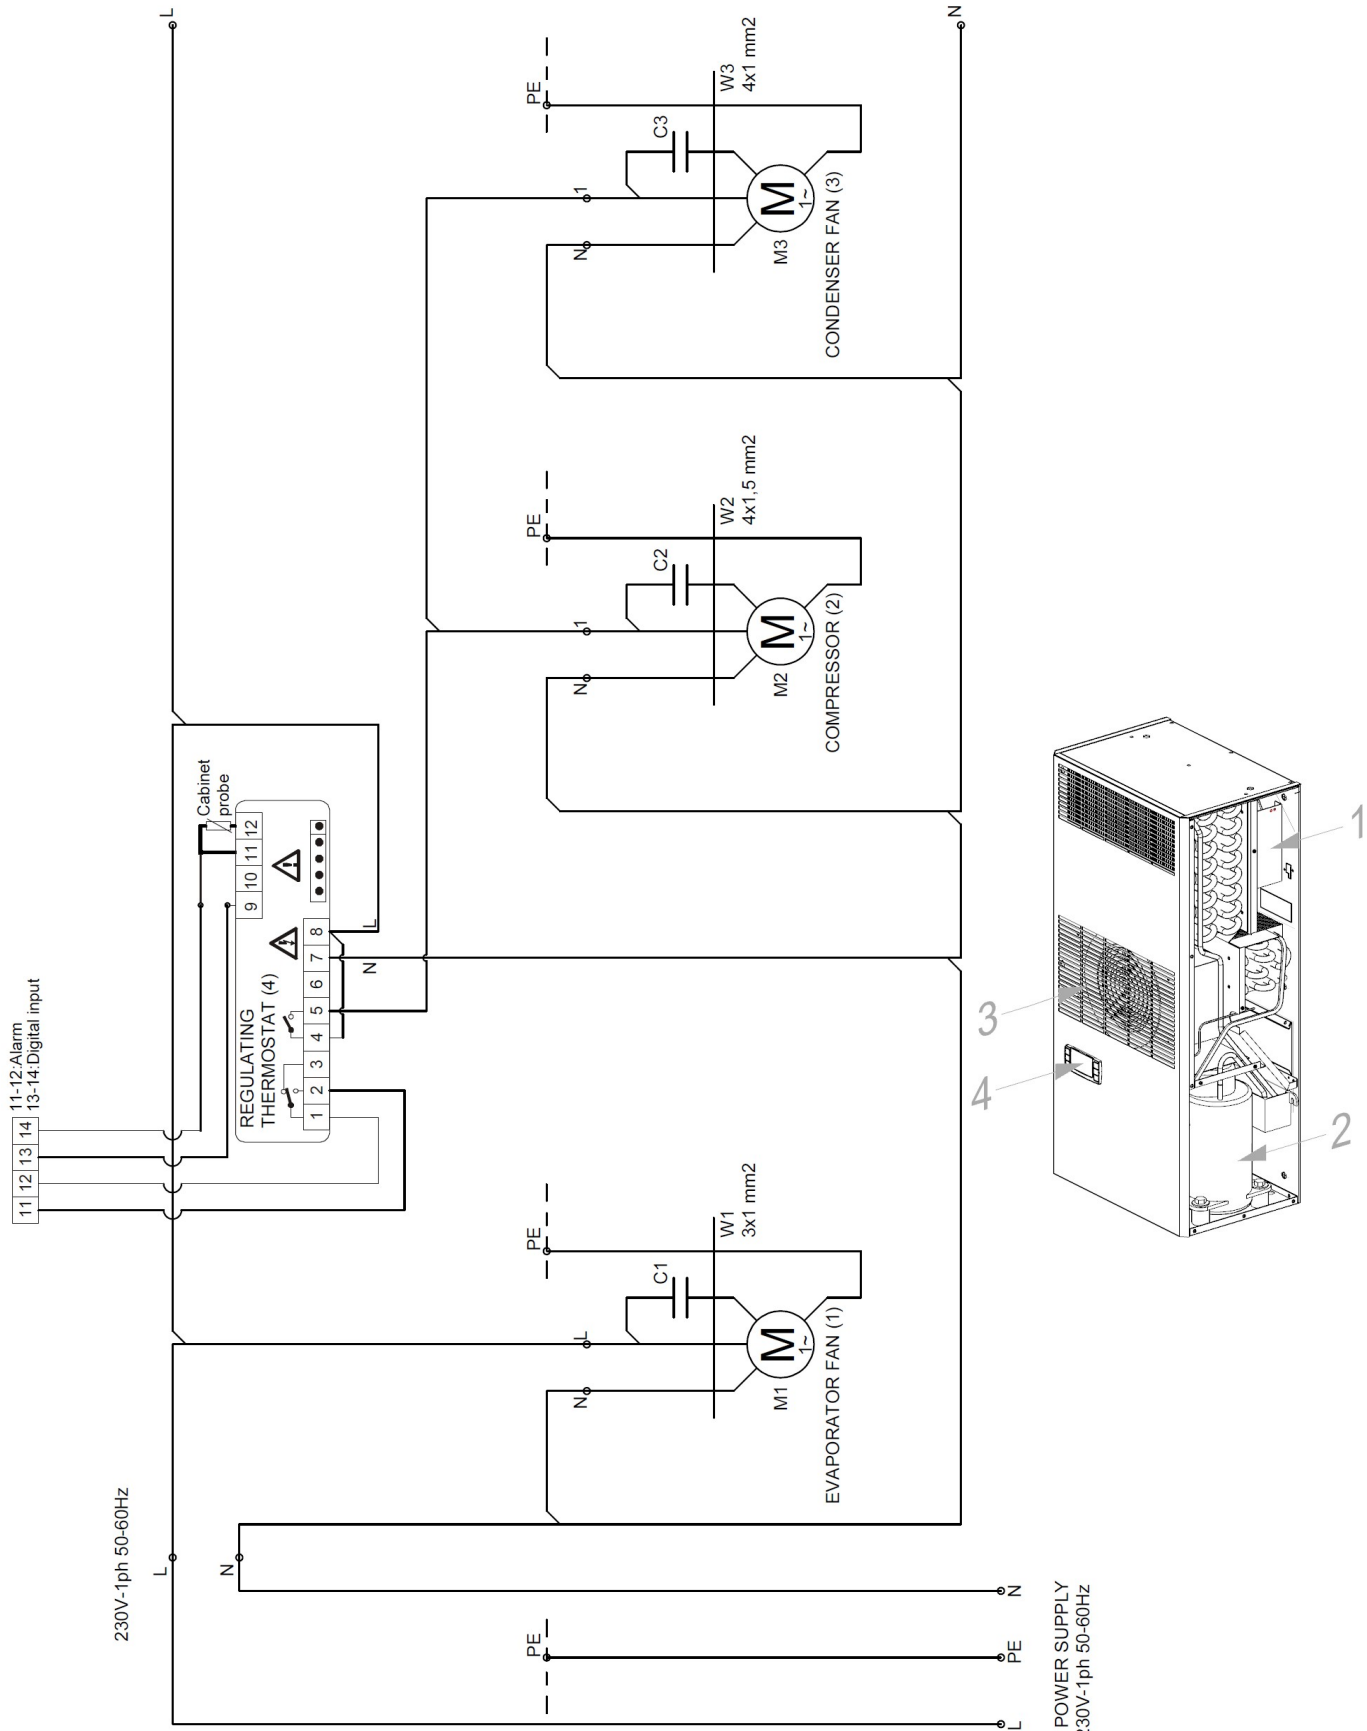 230V-1ph 50-60Hz
L
N
L
PE
N
POWER SUPPLY
230V-1ph 50-60Hz
PE
L
N
11 12 13 14
11-12:Alarm
13-14:Digital input
REGULATING
THERMOSTAT (4)
1 2 3 4 5 6 7 8
9 10 11 12
Cabinet
probe
N
L
N
L
C1
PE
W1
3x1 mm2
M
1~
M1
EVAPORATOR FAN (1)
N
1
C2
PE
W2
4x1,5 mm2
M
1~
M2
COMPRESSOR (2)
N
1
C3
PE
W3
4x1 mm2
M
1~
M3
CONDENSER FAN (3)
1
2
3
4